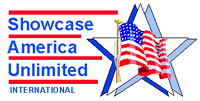 Showcase
America
Unlimited
INTERNATIONAL